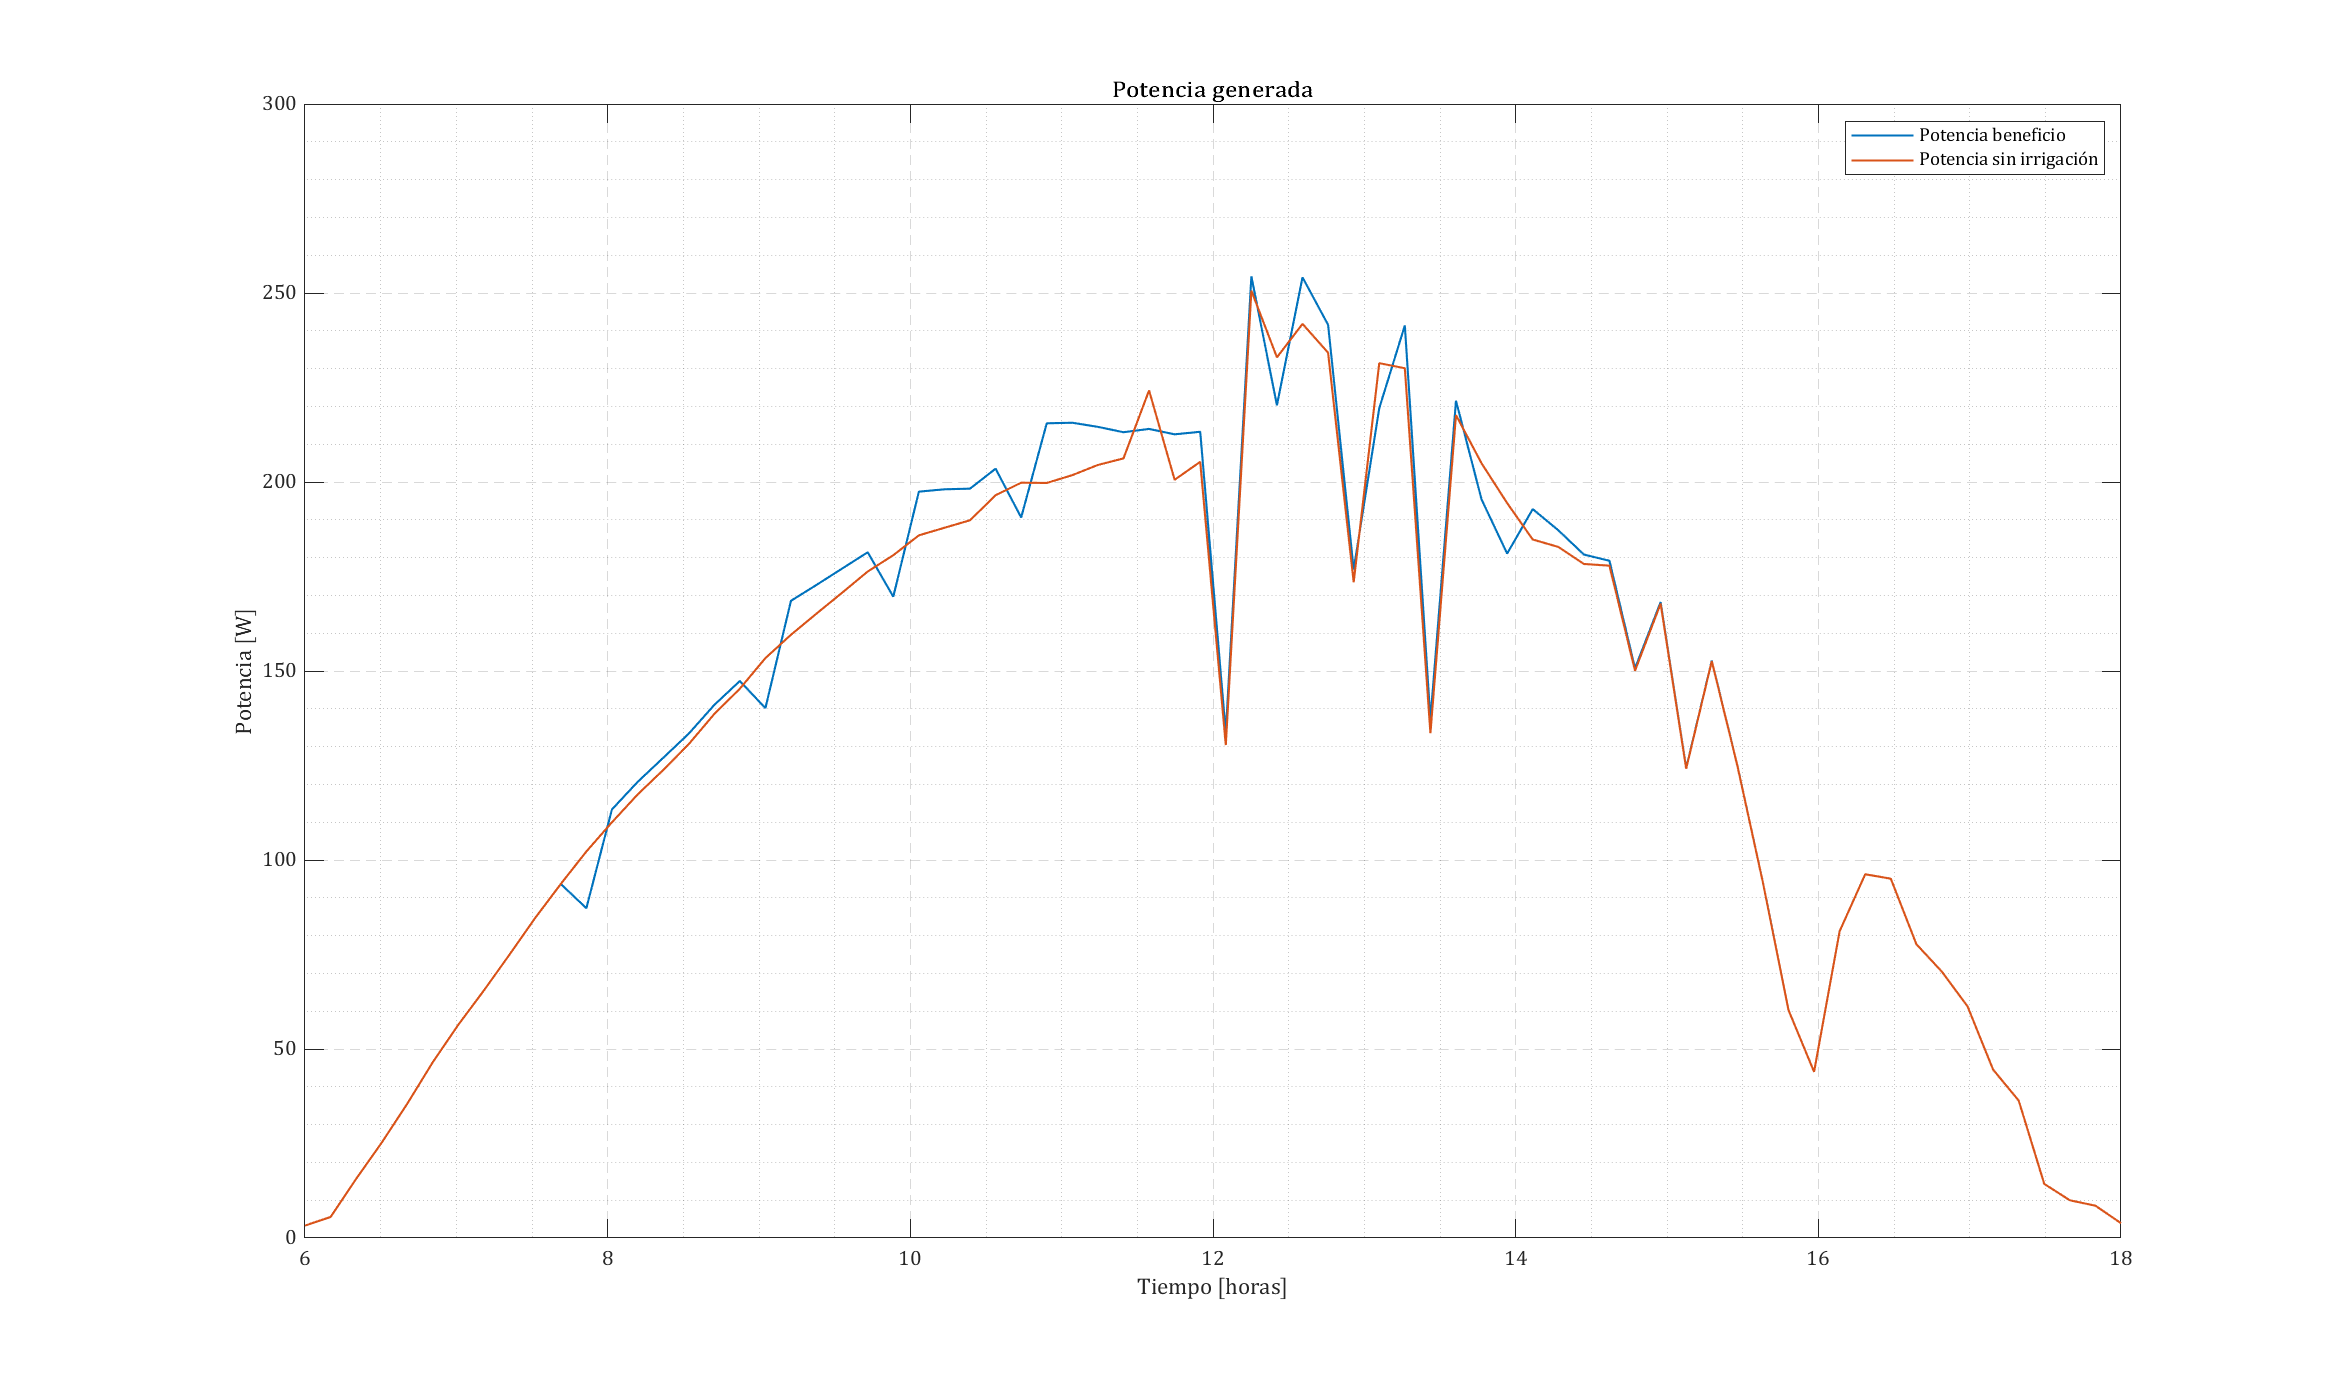 Potencia generada
300
Potencia beneficio
Potencia sin irrigación
250
200
150
100
50
0
Potencia [W]
6 8 10 12 14 16 18
Tiempo [horas]